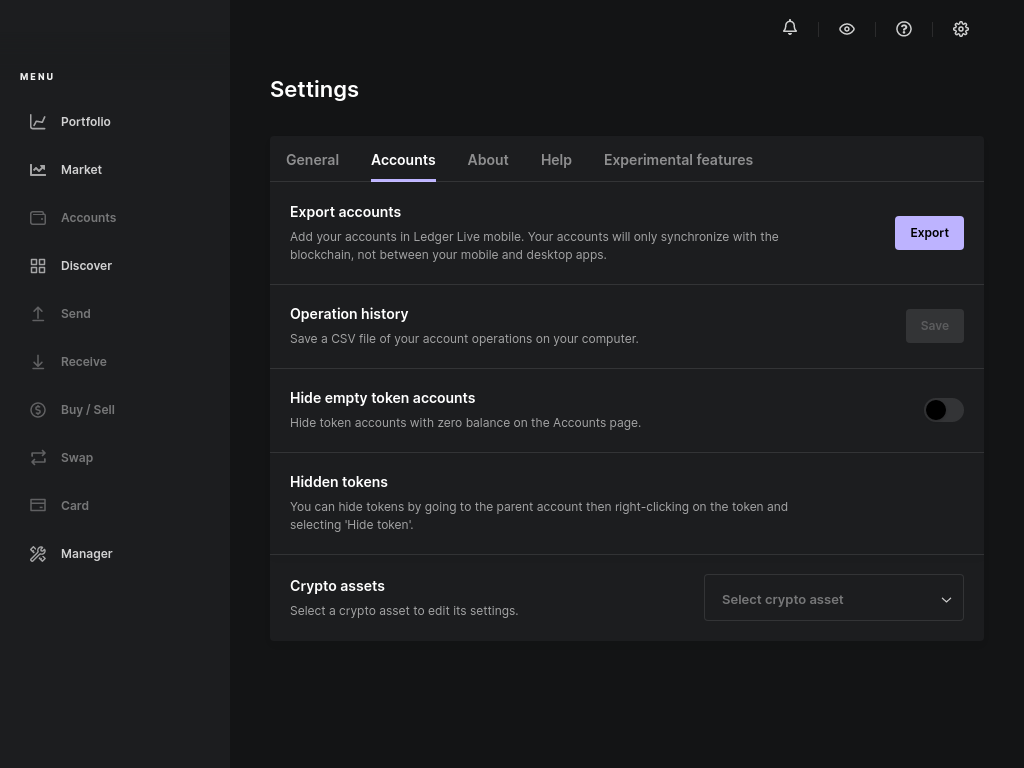 MENU
Portfolio
Market
Accounts
Discover
Send
Receive
Buy / Sell
Swap
Card
Manager
Settings
General Accounts About Help Experimental features
Export accounts
Add your accounts in Ledger Live mobile. Your accounts will only synchronize with the
blockchain, not between your mobile and desktop apps.
Export
Operation history
Save a CSV file of your account operations on your computer.
Save
Hide empty token accounts
Hide token accounts with zero balance on the Accounts page.
Hidden tokens
You can hide tokens by going to the parent account then right-clicking on the token and
selecting 'Hide token'.
Crypto assets
Select a crypto asset to edit its settings.
Select crypto asset